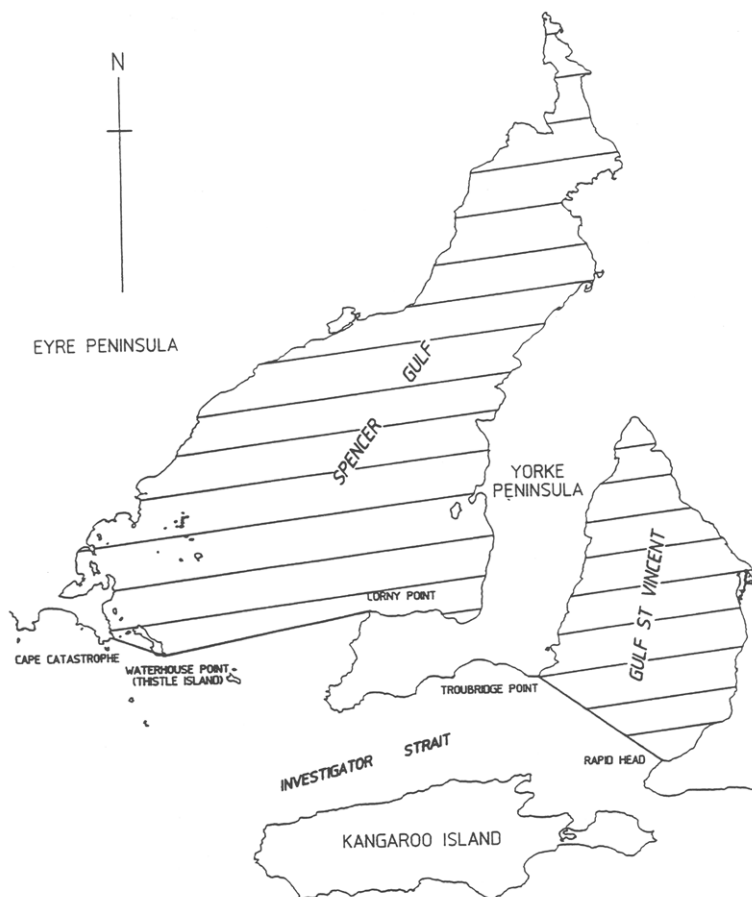 N
EYRE PENINSULA
SPENCER GULF
YORKE
PENINSULA
GULF ST VINCENT
CORNY POINT
CAPE CATASTROPHE
WATERHOUSE POINT
(THISTLE ISLAND)
TROUBRIDGE POINT
INVESTIGATOR STRAIT
RAPID HEAD
KANGAROO ISLAND